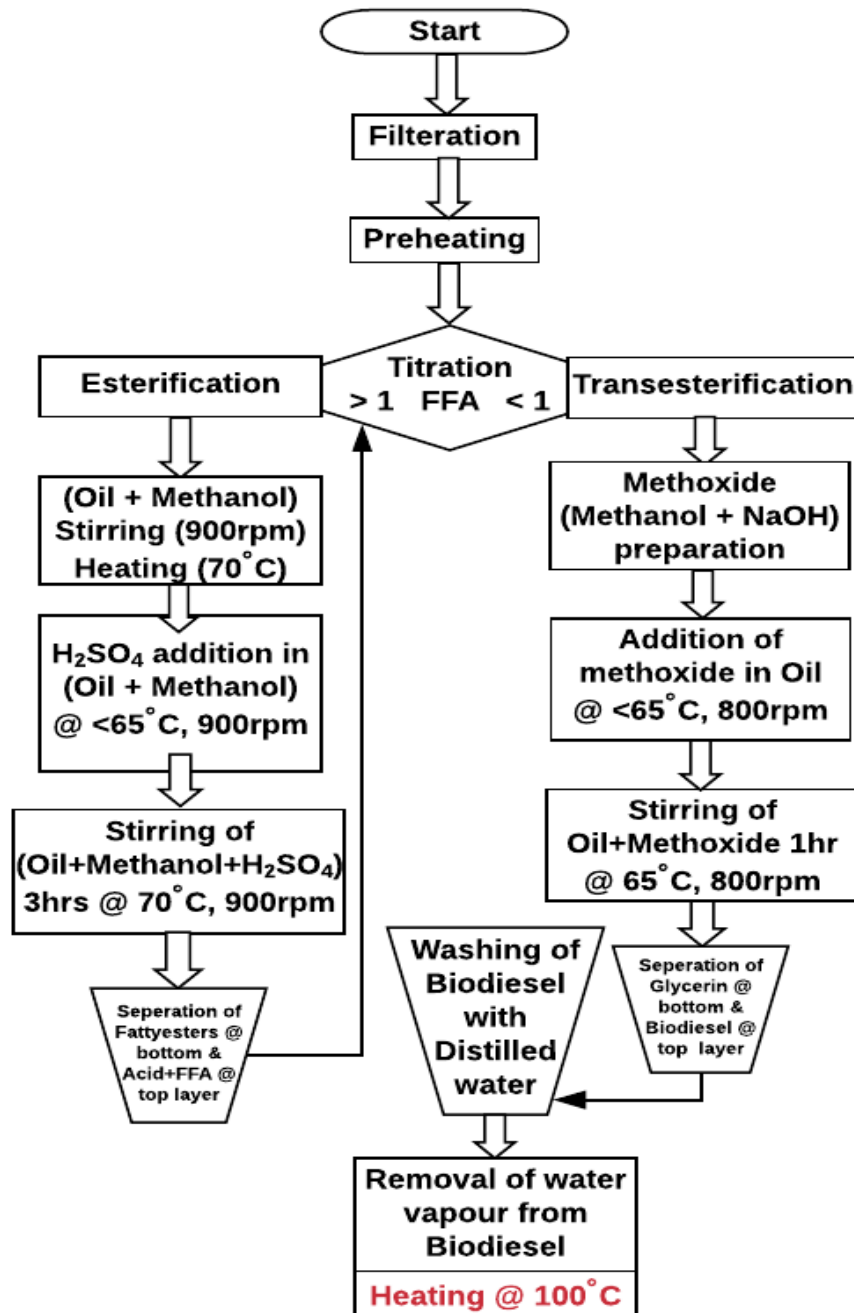 Start
Filteration
Preheating
Titration
> 1 FFA < 1
Esterification
(Oil + Methanol)
Stirring (900rpm)
Heating (70°C)
H₂SO₄ addition in
(Oil + Methanol)
@ <65°C, 900rpm
Stirring of
(Oil+Methanol+H₂SO₄)
3hrs @ 70°C, 900rpm
Seperation of
Fattyesters @
bottom &
Acid+FFA @
top layer
Transesterification
Methoxide
(Methanol + NaOH)
preparation
Addition of
methoxide in Oil
@ <65°C, 800rpm
Stirring of
Oil+Methoxide 1hr
@ 65°C, 800rpm
Seperation of
Glycerin @
bottom &
Biodiesel @
top layer
Washing of
Biodiesel
with
Distilled
water
Removal of water
vapour from
Biodiesel
Heating @ 100°C